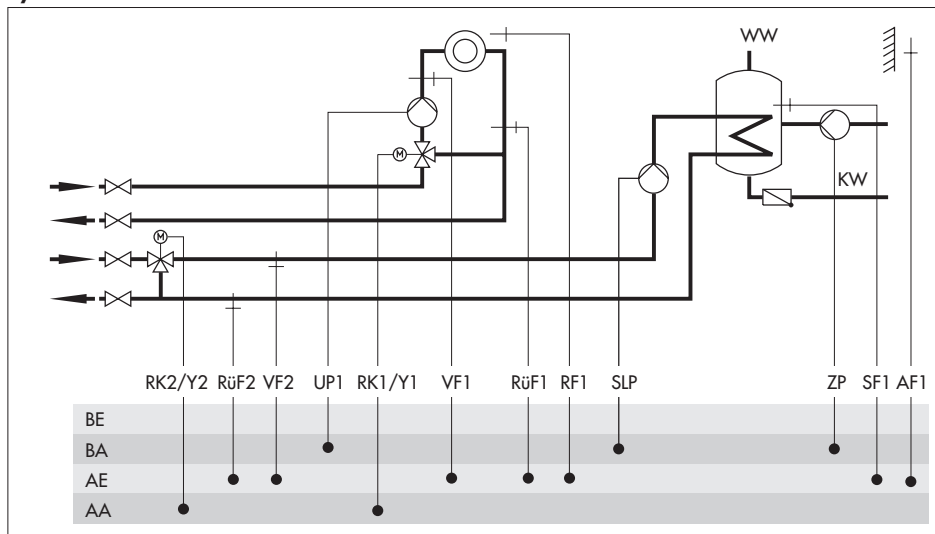 WW
M
KW
M
RK2/Y2 RüF2 VF2 UP1 RK1/Y1 VF1 RüF1 RF1 SLP ZP SF1 AF1
BE
BA
AE
AA